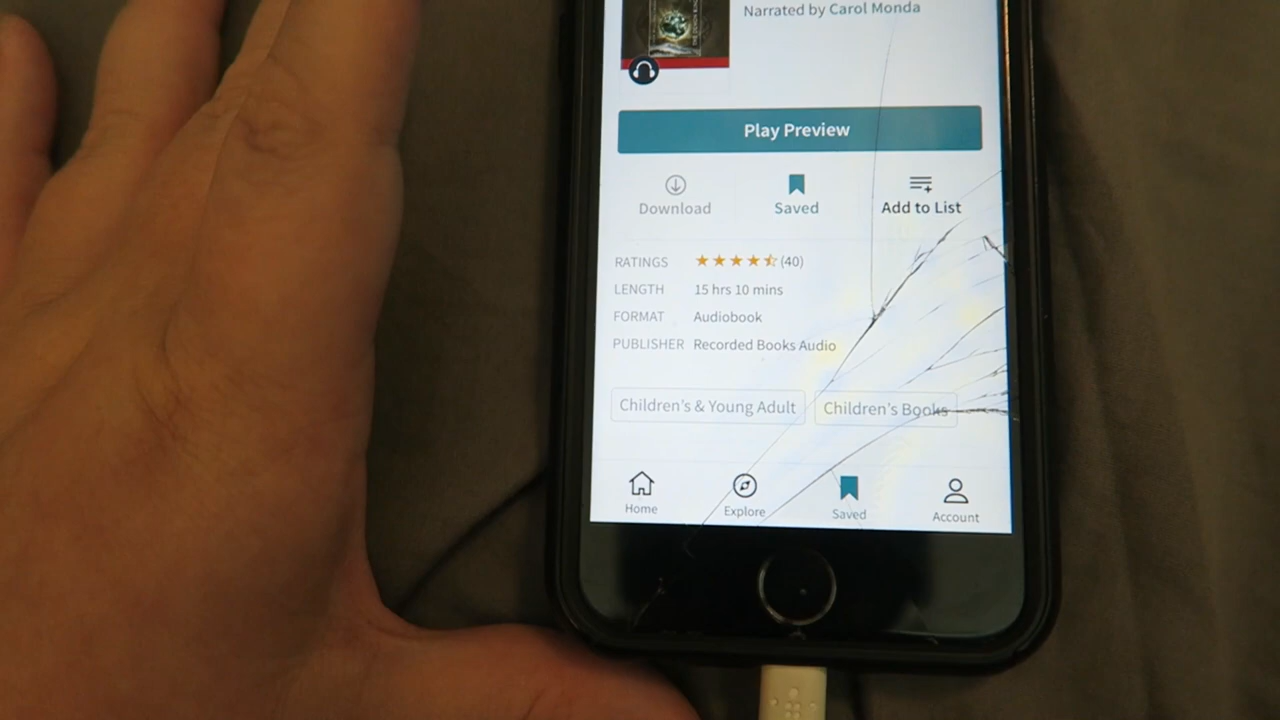 Narrated by Carol Monda
Play Preview
Download
Saved
Add to List
RATINGS (40)
LENGTH 15 hrs 10 mins
FORMAT Audiobook
PUBLISHER Recorded Books Audio
Children's & Young Adult
Children's Books
Home
Explore
Saved
Account